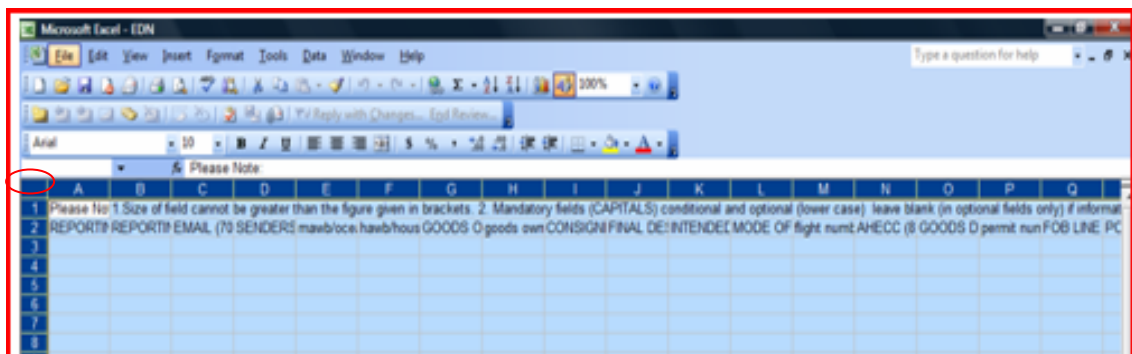 Microsoft Excel - EDN
File Edit View Insert Format Tools Data Window Help Type a question for help
100%
Reply with Changes... End Review...
Arial 10 B I U $ % , A
fx Please Note:
A B C D E F G H I J K L M N O P Q
1 Please No 1.Size of field cannot be greater than the figure given in brackets. 2. Mandatory fields (CAPITALS) conditional and optional (lower case) leave blank (in optional fields only) if informat
2 REPORTIN REPORTIN EMAIL (70 SENDERS mawb/oce hawb/hous GOODS O goods own CONSIGN FINAL DES INTENDED MODE OF flight numb AHECC (8 GOODS D permit num FOB LINE PC
3
4
5
6
7
8